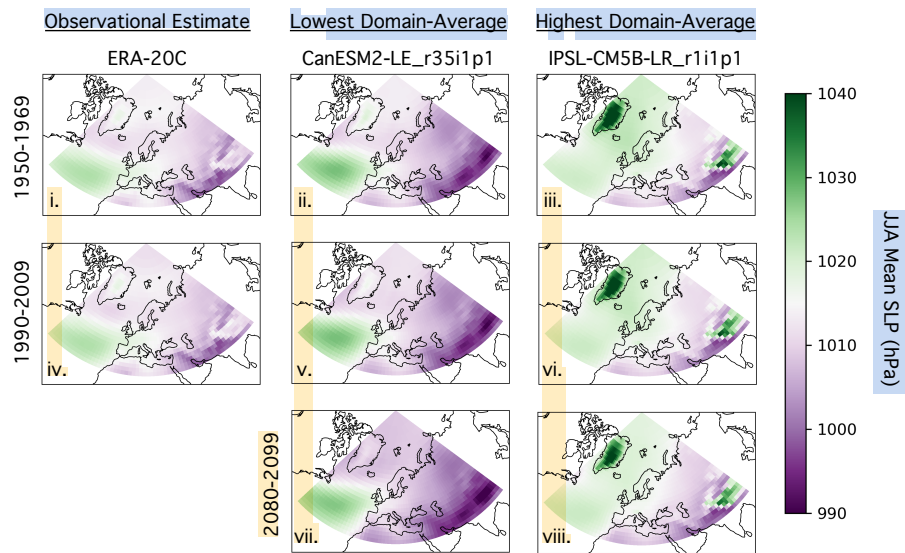 Observational Estimate
Lowest Domain-Average
Highest Domain-Average
ERA-20C
CanESM2-LE_r35i1p1
IPSL-CM5B-LR_r1i1p1
1950-1969
i.
ii.
iii.
1990-2009
iv.
v.
vi.
2080-2099
vii.
viii.
1040
1030
1020
1010
1000
990
JJA Mean SLP (hPa)